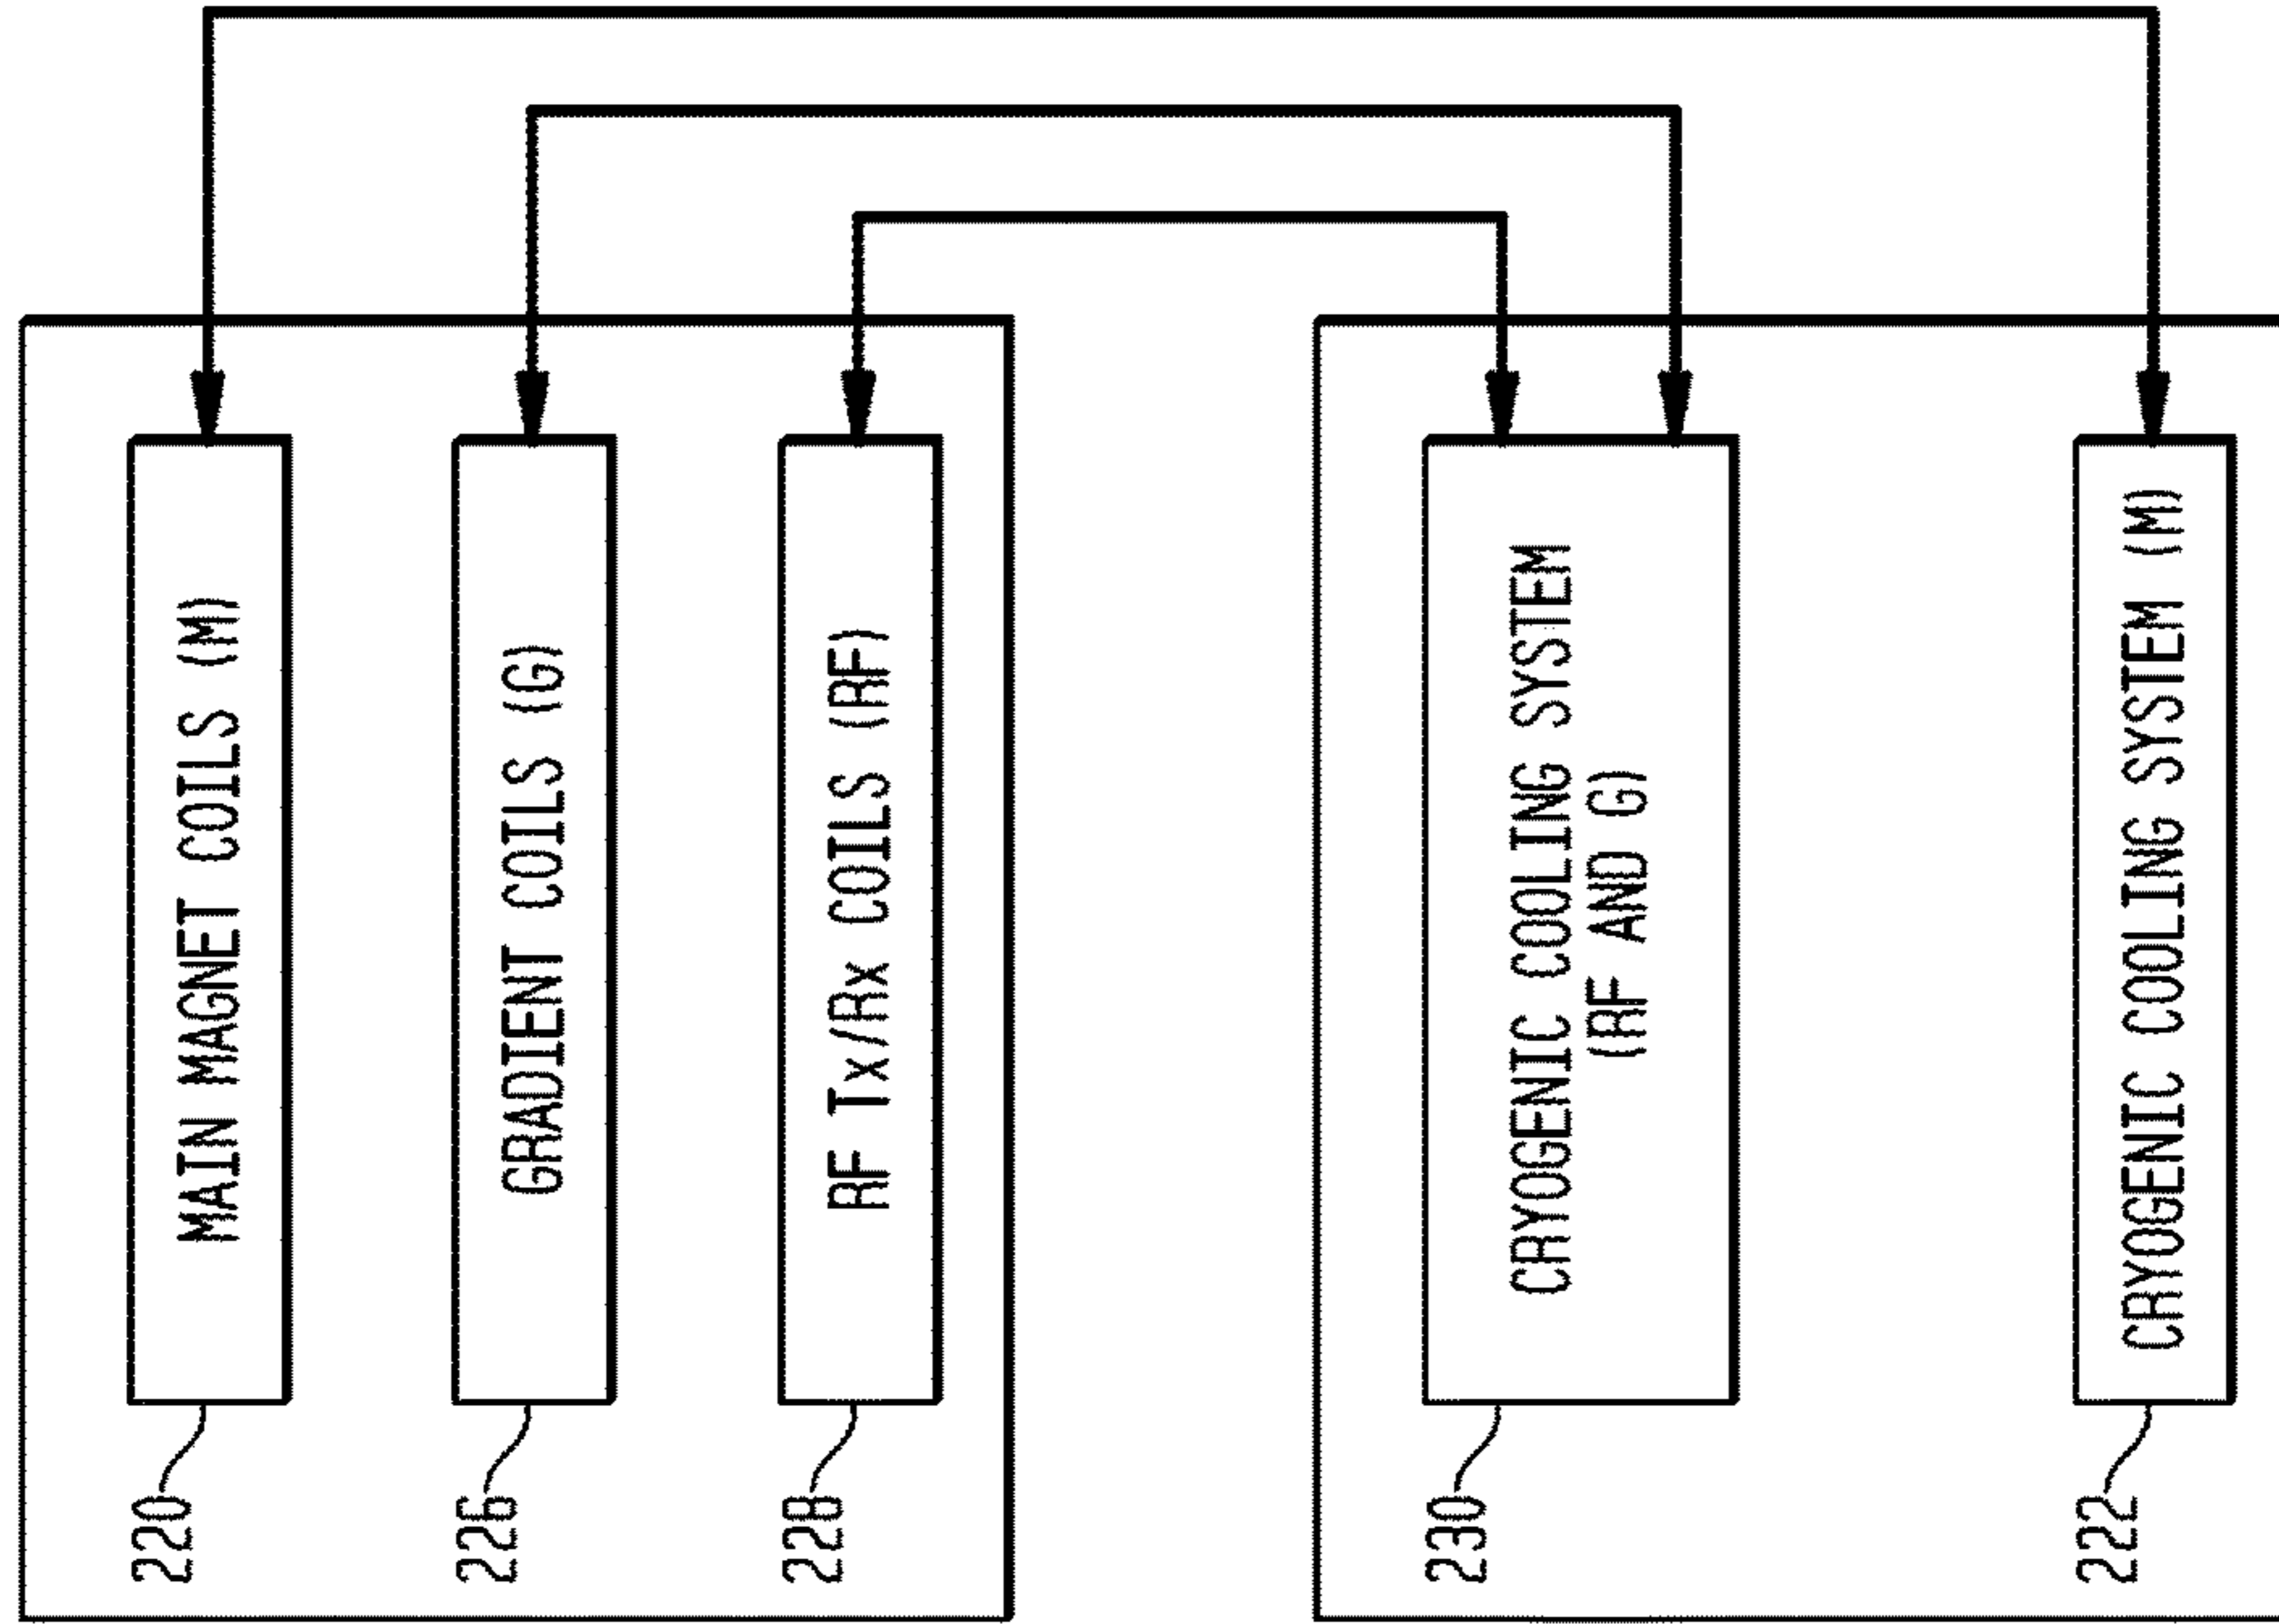 220
MAIN MAGNET COILS (M)
226
GRADIENT COILS (G)
228
RF Tx/Rx COILS (RF)
230
CRYOGENIC COOLING SYSTEM
(RF AND G)
222
CRYOGENIC COOLING SYSTEM (M)